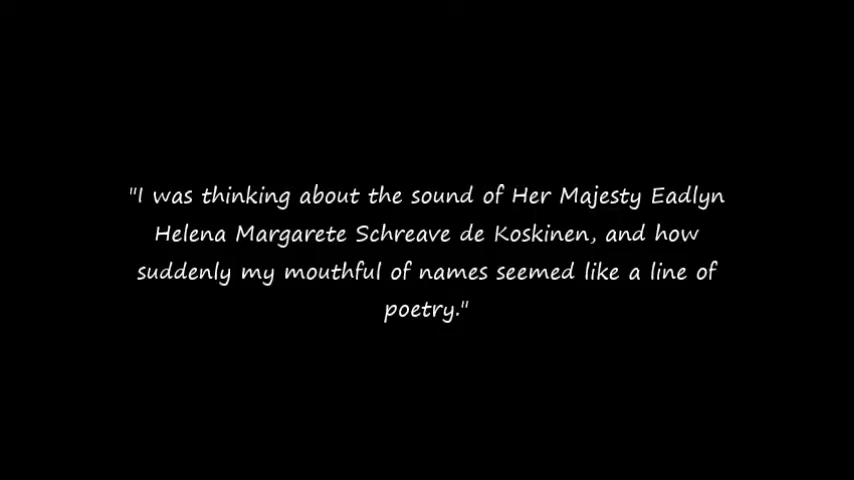 "I was thinking about the sound of Her Majesty Eadlyn
Helena Margarete Schreave de Koskinen, and how
suddenly my mouthful of names seemed like a line of
poetry."